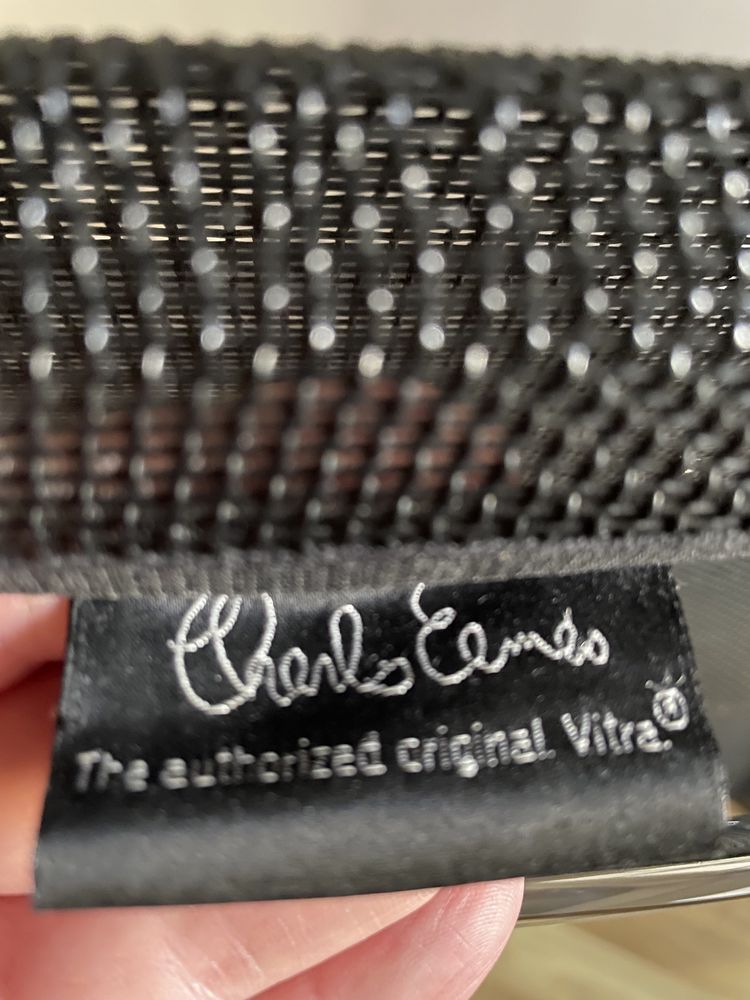 Charles Eames
The authorized original. Vitra.®